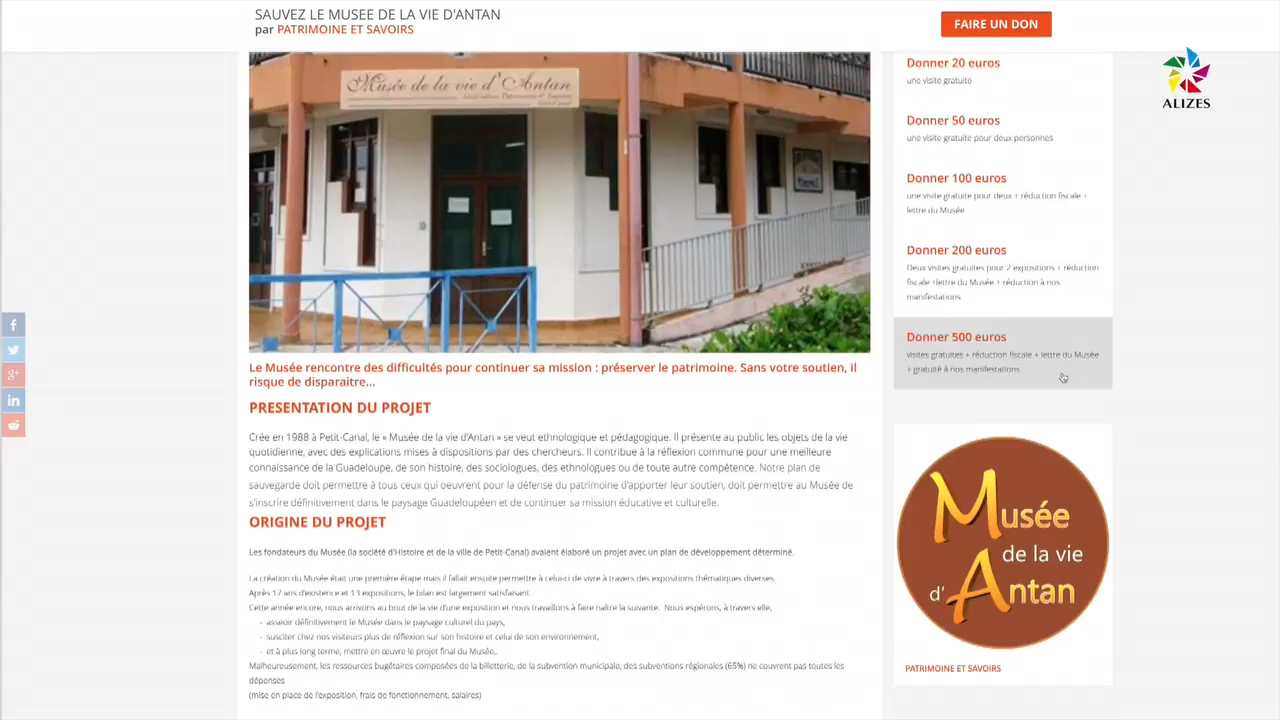 SAUVEZ LE MUSEE DE LA VIE D'ANTAN
par PATRIMOINE ET SAVOIRS
FAIRE UN DON
ALIZES
Musée de la vie d'Antan
Le Musée rencontre des difficultés pour continuer sa mission : préserver le patrimoine. Sans votre soutien, il
risque de disparaitre...
PRESENTATION DU PROJET
Crée en 1988 à Petit-Canal, le « Musée de la vie d'Antan » se veut ethnologique et pédagogique. Il présente au public les objets de la vie
quotidienne, avec des explications mises à dispositions par des chercheurs. Il contribue à la réflexion commune pour une meilleure
connaissance de la Guadeloupe, de son histoire, des sociologues, des ethnologues ou de toute autre compétence. Notre plan de
sauvegarde doit permettre à tous ceux qui oeuvrent pour la défense du patrimoine d'apporter leur soutien, doit permettre au Musée de
s'inscrire définitivement dans le paysage Guadeloupéen et de continuer sa mission éducative et culturelle.
ORIGINE DU PROJET
Les fondateurs du Musée (la société d'Histoire et de la ville de Petit-Canal) avaient élaboré un projet avec un plan de développement déterminé.
La création du Musée était une première étape mais il fallait ensuite permettre à celui-ci de vivre à travers des expositions thématiques diverses.
Après 17 ans d'existence et 13 expositions, le bilan est largement satisfaisant.
Cette année encore, nous arrivons au bout de la vie d'une exposition et nous travaillons à faire naître la suivante. Nous espérons, à travers elle,
- asseoir définitivement le Musée dans le paysage culturel du pays,
- susciter chez nos visiteurs plus de réflexion sur son histoire et celui de son environnement,
- et à plus long terme, mettre en œuvre le projet final du Musée,.
Malheureusement, les ressources bugétaires composées de la billetterie, de la subvention municipale, des subventions régionales (65%) ne couvrent pas toutes les
dépenses
(mise en place de l'exposition, frais de fonctionnement, salaires)
Donner 20 euros
une visite gratuite
Donner 50 euros
une visite gratuite pour deux personnes
Donner 100 euros
une visite gratuite pour deux + réduction fiscale +
lettre du Musée
Donner 200 euros
Deux visites gratuites pour 2 expositions + réduction
fiscale +lettre du Musée + réduction à nos
manifestations
Donner 500 euros
visites gratuites + réduction fiscale + lettre du Musée
+ gratuité à nos manifestations
Musée
de la vie
d'Antan
PATRIMOINE ET SAVOIRS